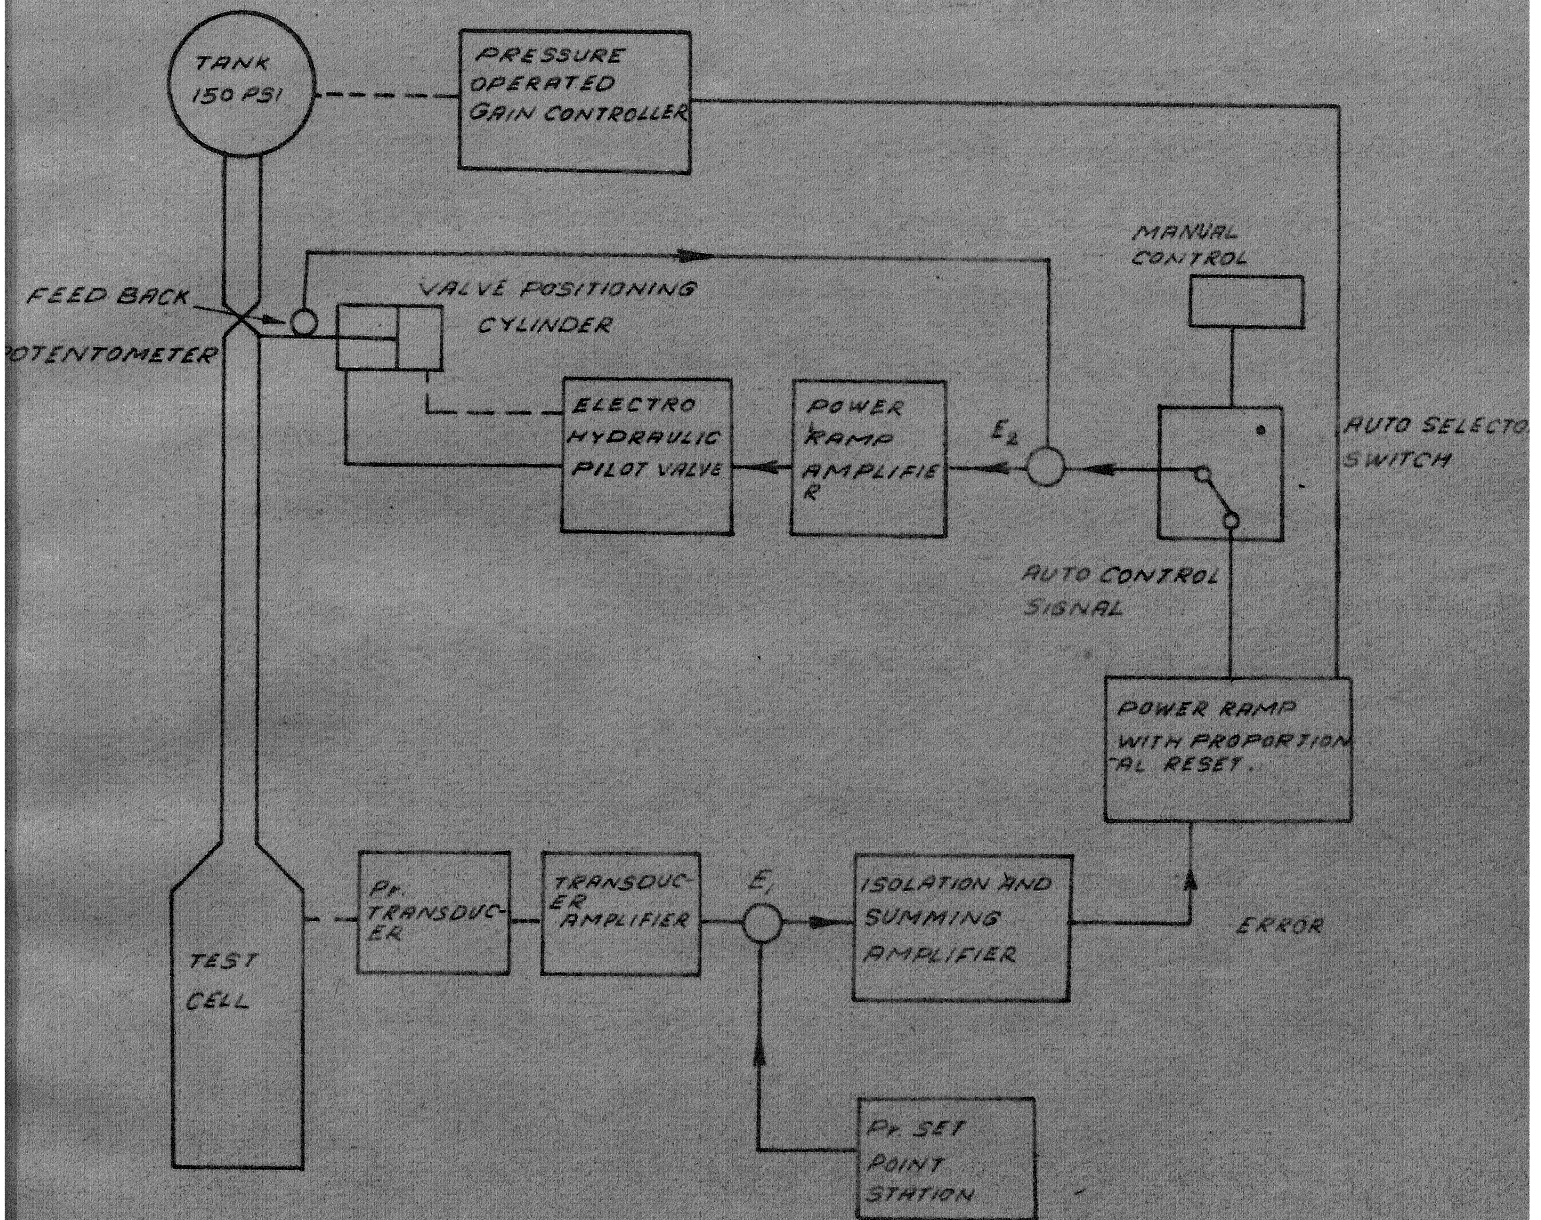 TANK
150 PSI
PRESSURE
OPERATED
GAIN CONTROLLER
MANUAL
CONTROL
FEED BACK
POTENTOMETER
VALVE POSITIONING
CYLINDER
ELECTRO
HYDRAULIC
PILOT VALVE
POWER
RAMP
AMPLIFIE
R
E2
AUTO SELECTO
SWITCH
AUTO CONTROL
SIGNAL
POWER RAMP
WITH PROPORTION
AL RESET.
Pr.
TRANSDUC-
ER
TRANSDUC-
ER
AMPLIFIER
E1
ISOLATION AND
SUMMING
AMPLIFIER
ERROR
TEST
CELL
Pr. SET
POINT
STATION